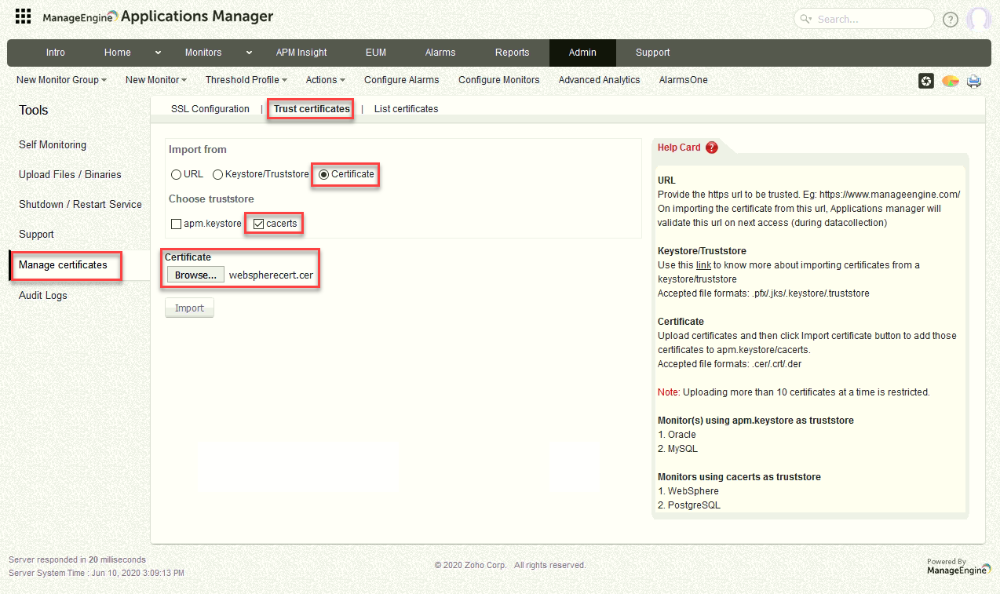 ManageEngine Applications Manager
Search...
?
Intro Home Monitors APM Insight EUM Alarms Reports Admin Support
New Monitor Group New Monitor Threshold Profile Actions Configure Alarms Configure Monitors Advanced Analytics AlarmsOne
Tools
Self Monitoring
Upload Files / Binaries
Shutdown / Restart Service
Support
Manage certificates
Audit Logs
SSL Configuration | Trust certificates | List certificates
Import from
URL Keystore/Truststore Certificate
Choose truststore
apm.keystore cacerts
Certificate
Browse... webspherecert.cer
Import
Help Card ?
URL
Provide the https url to be trusted. Eg: https://www.manageengine.com/
On importing the certificate from this url, Applications manager will
validate this url on next access (during datacollection)
Keystore/Truststore
Use this link to know more about importing certificates from a
keystore/truststore
Accepted file formats: .pfx/.jks/.keystore/.truststore
Certificate
Upload certificates and then click Import certificate button to add those
certificates to apm.keystore/cacerts.
Accepted file formats: .cer/.crt/.der
Note: Uploading more than 10 certificates at a time is restricted.
Monitor(s) using apm.keystore as truststore
1. Oracle
2. MySQL
Monitors using cacerts as truststore
1. WebSphere
2. PostgreSQL
Server responded in 20 milliseconds
Server System Time : Jun 10, 2020 3:09:13 PM
© 2020 Zoho Corp. All rights reserved.
Powered By
ManageEngine